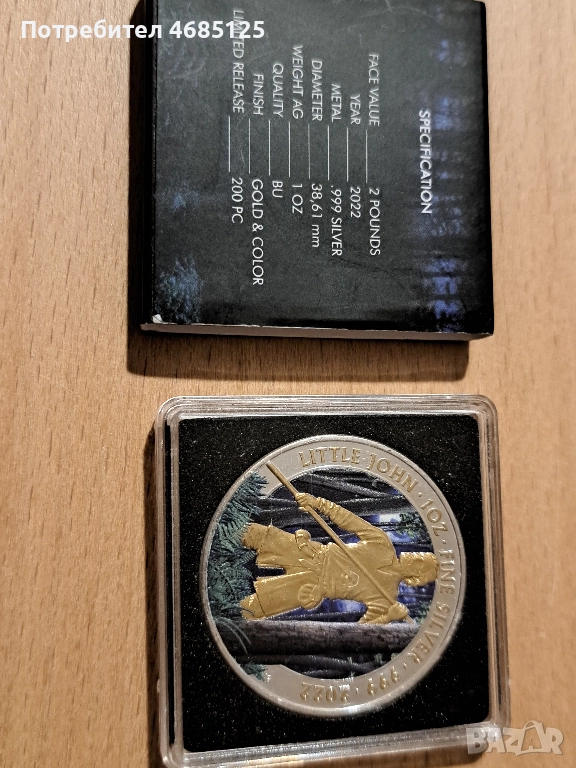 Потребител 4685125
SPECIFICATION
FACE VALUE 2 POUNDS
YEAR 2022
METAL .999 SILVER
DIAMETER 38,61 mm
WEIGHT AG 1 OZ
QUALITY BU
FINISH GOLD & COLOR
LIMITED RELEASE 200 PC
LITTLE JOHN · 1OZ · FINE SILVER · 999 · 2022
BAZAR